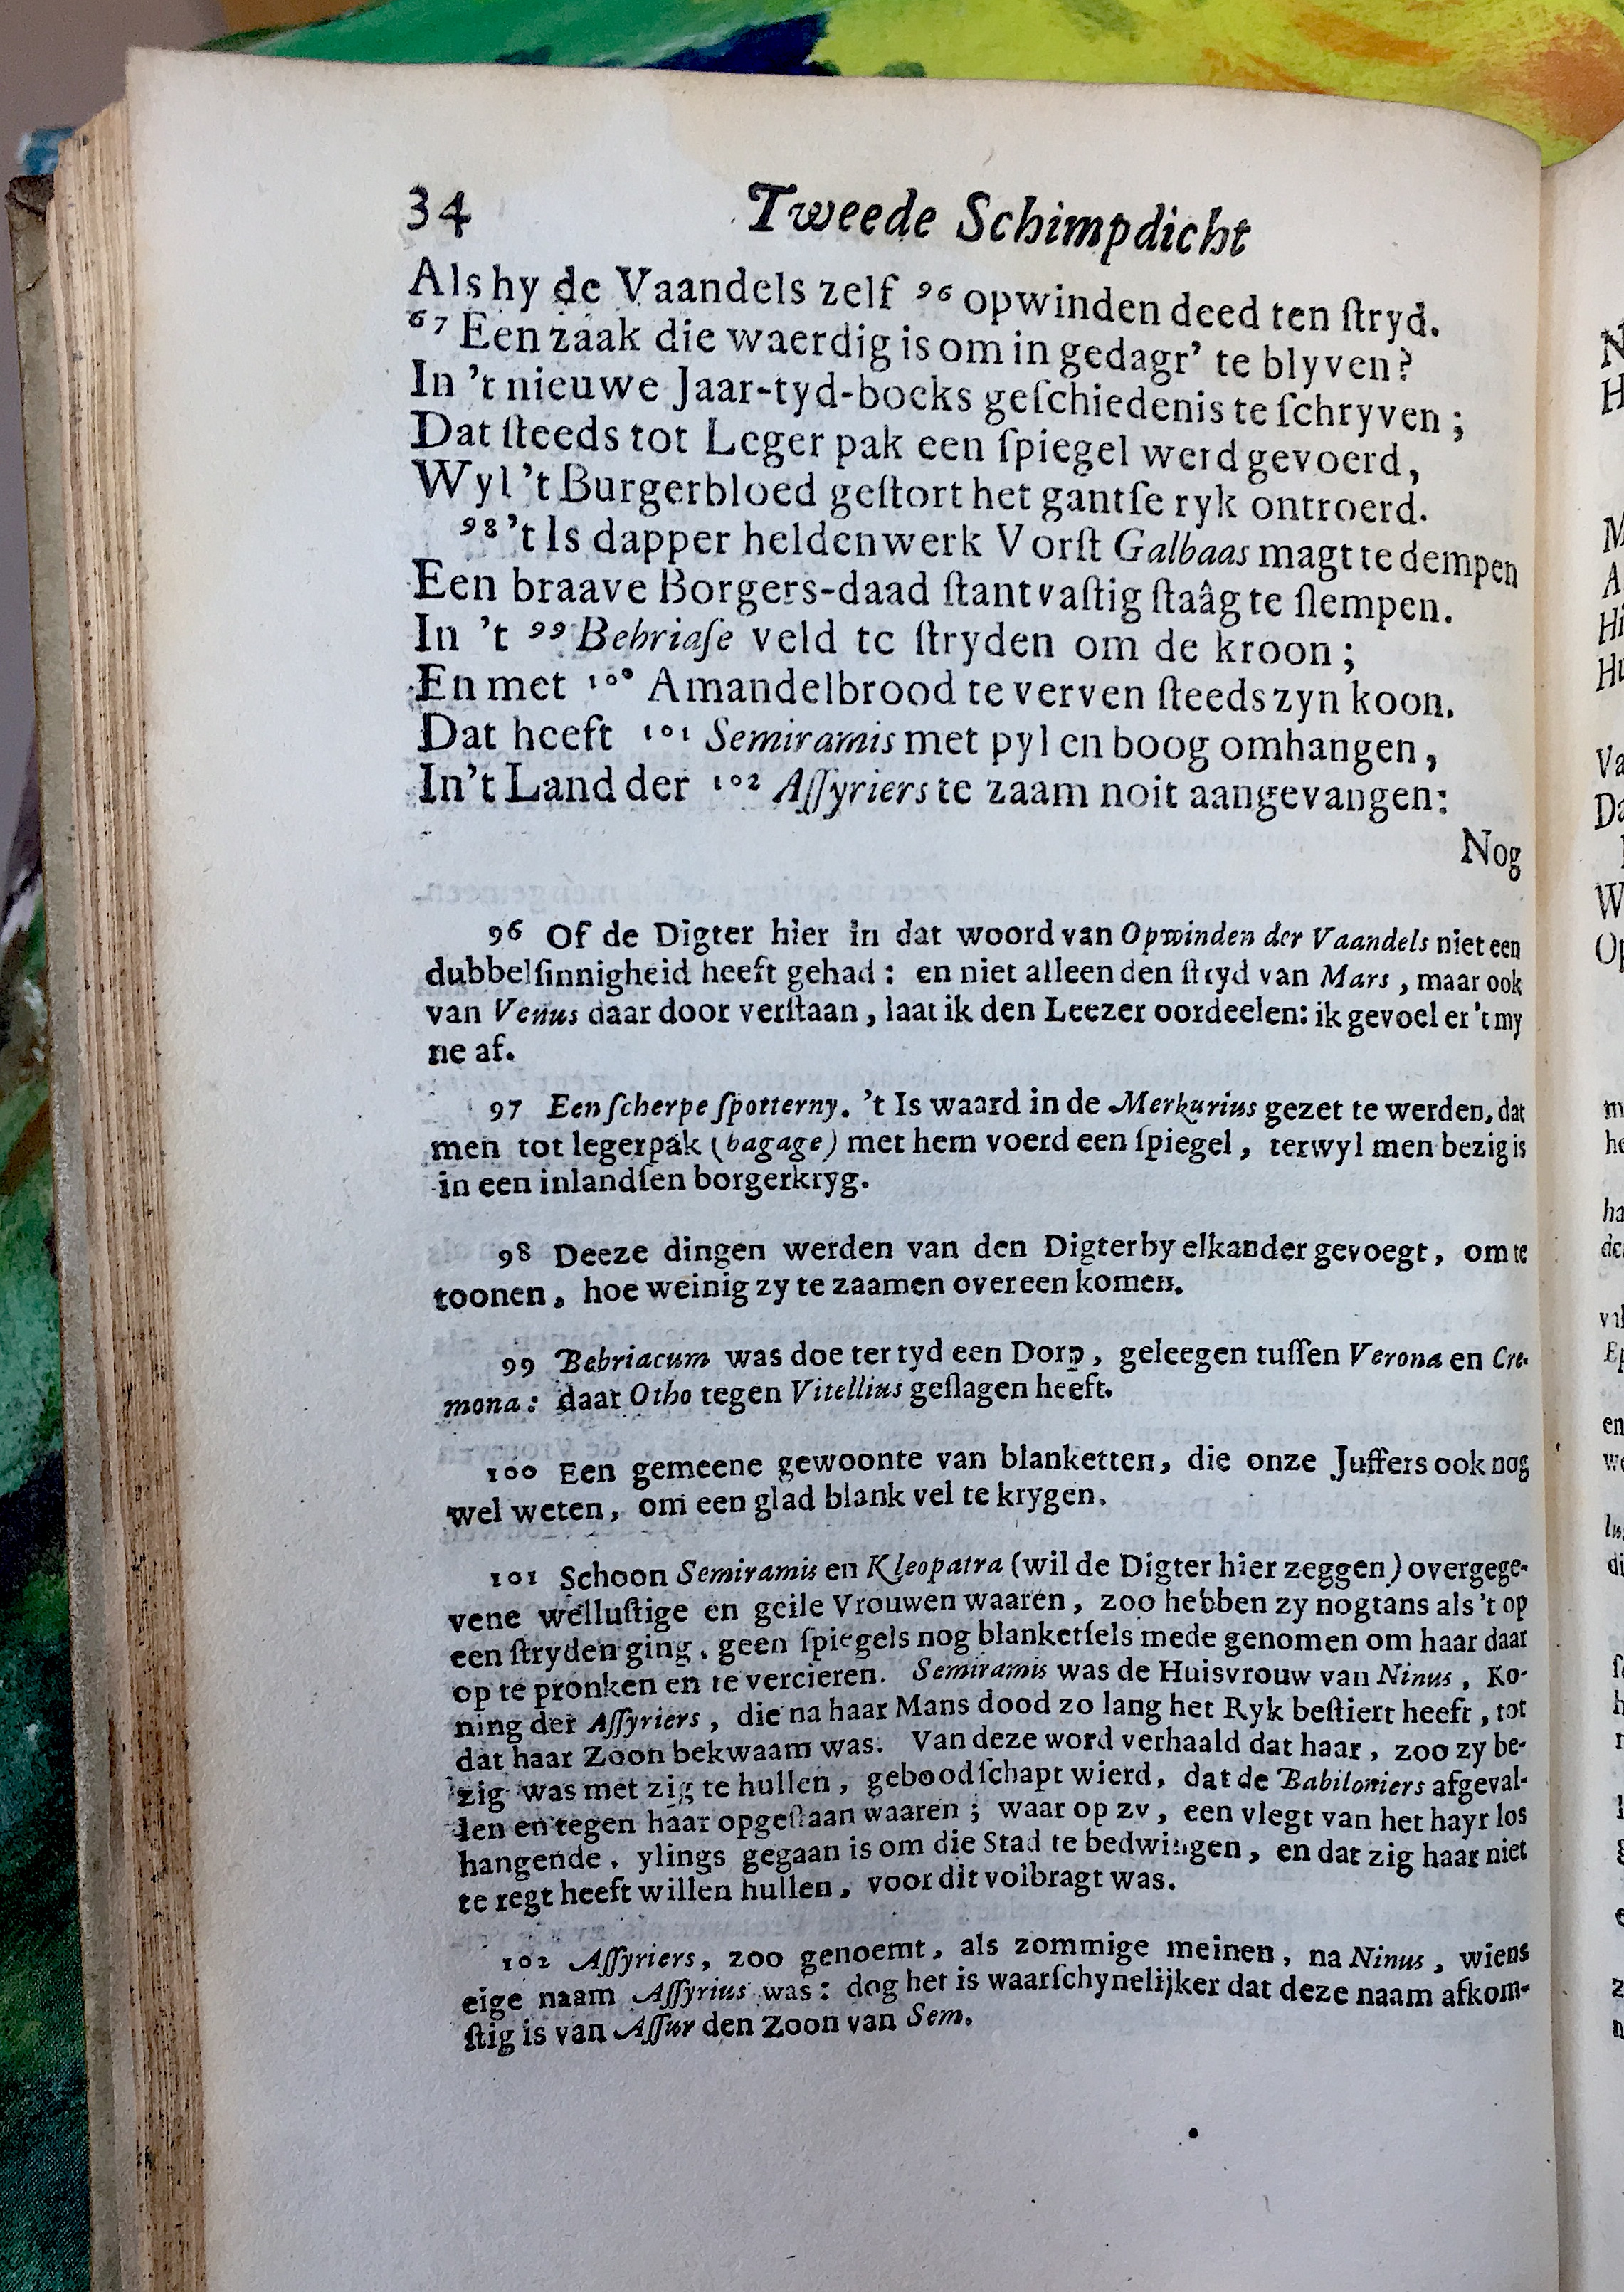 34 Tweede Schimpdicht
Als hy de Vaandels zelf 96 opwinden deed ten ſtryd.
67 Een zaak die waerdig is om in gedagt' te blyven?
In 't nieuwe Jaar-tyd-boeks geſchiedenis te ſchryven;
Dat ſteeds tot Leger pak een ſpiegel werd gevoerd,
Wyl 't Burgerbloed geſtort het gantſe ryk ontroerd.
98 't Is dapper heldenwerk Vorſt Galbaas magt te dempen
Een braave Borgers-daad ſtantvaſtig ſtaâg te ſlempen.
In 't 99 Bebriaſe veld te ſtryden om de kroon;
En met 100 Amandelbrood te verven ſteeds zyn koon.
Dat heeft 101 Semiramis met pyl en boog omhangen,
In 't Land der 102 Aſſyriers te zaam noit aangevangen:
Nog
96 Of de Digter hier in dat woord van Opwinden der Vaandels niet een
dubbelſinnigheid heeft gehad: en niet alleen den ſtryd van Mars, maar ook
van Venus daar door verſtaan, laat ik den Leezer oordeelen: ik gevoel er 't my
ne af.
97 Een ſcherpe ſpotterny. 't Is waard in de Merkurius gezet te werden, dat
men tot legerpak (bagage) met hem voerd een ſpiegel, terwyl men bezig is
in een inlandſen borgerkryg.
98 Deeze dingen werden van den Digter by elkander gevoegt, om te
toonen, hoe weinig zy te zaamen overeen komen.
99 Bebriacum was doe ter tyd een Dorp, geleegen tuſſen Verona en Cre-
mona: daar Otho tegen Vitellius geſlagen heeft.
100 Een gemeene gewoonte van blanketten, die onze Juffers ook nog
wel weten, om een glad blank vel te krygen.
101 Schoon Semiramis en Kleopatra (wil de Digter hier zeggen) overgege-
vene welluſtige en geile Vrouwen waaren, zoo hebben zy nogtans als 't op
een ſtryden ging, geen ſpiegels nog blanketſels mede genomen om haar daar
op te pronken en te vercieren. Semiramis was de Huisvrouw van Ninus, Ko-
ning der Aſſyriers, die na haar Mans dood zo lang het Ryk beſtiert heeft, tot
dat haar Zoon bekwaam was. Van deze word verhaald dat haar, zoo zy be-
zig was met zig te hullen, geboodſchapt wierd, dat de Babiloniers afgeval-
len en tegen haar opgeſtaan waaren; waar op zy, een vlegt van het hayr los
hangende, ylings gegaan is om die Stad te bedwingen, en dat zig haar niet
te regt heeft willen hullen, voor dit volbragt was.
102 Aſſyriers, zoo genoemt, als zommige meinen, na Ninus, wiens
eige naam Aſſyrius was: dog het is waarſchynelijker dat deze naam afkom-
ſtig is van Aſſur den Zoon van Sem.